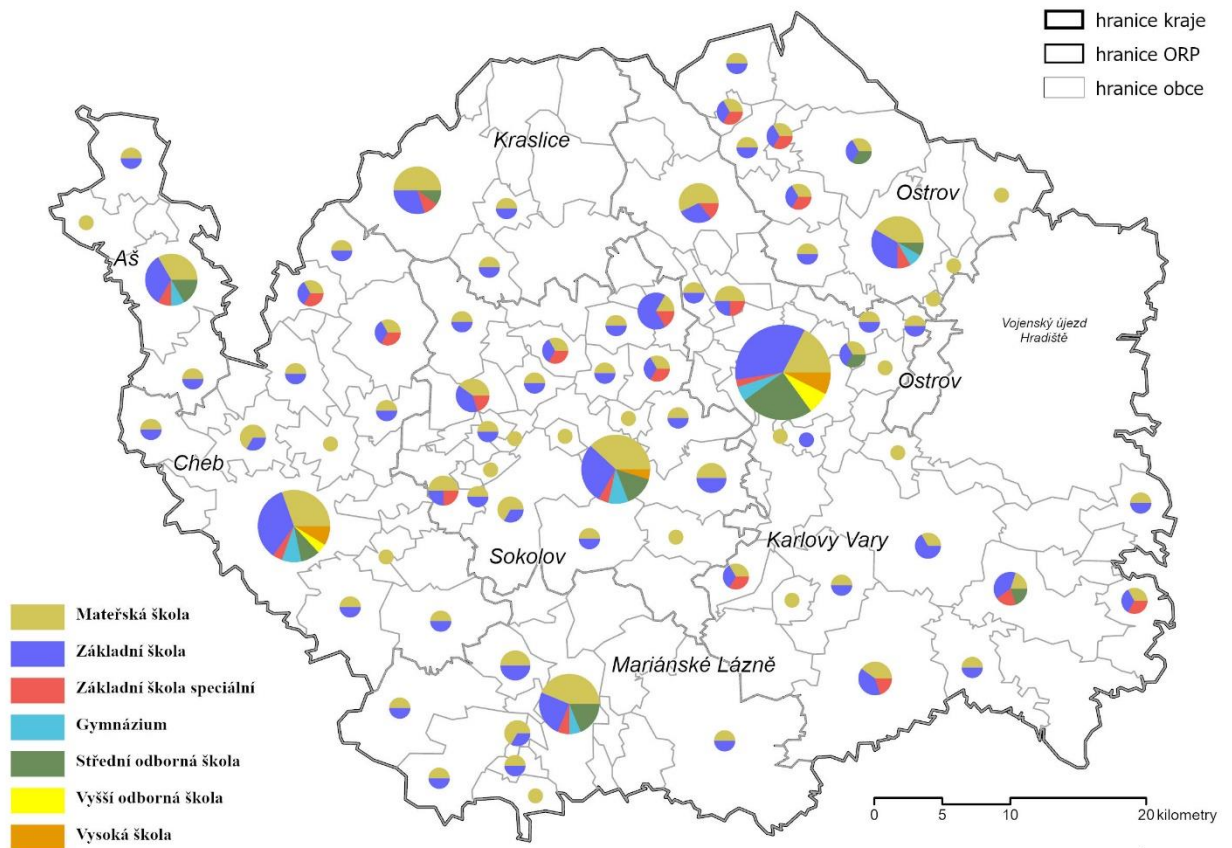 hranice kraje
hranice ORP
hranice obce
Kraslice
Ostrov
Aš
Vojenský újezd
Hradiště
Ostrov
Cheb
Sokolov
Karlovy Vary
Mariánské Lázně
Mateřská škola
Základní škola
Základní škola speciální
Gymnázium
Střední odborná škola
Vyšší odborná škola
Vysoká škola
0 5 10 20 kilometry